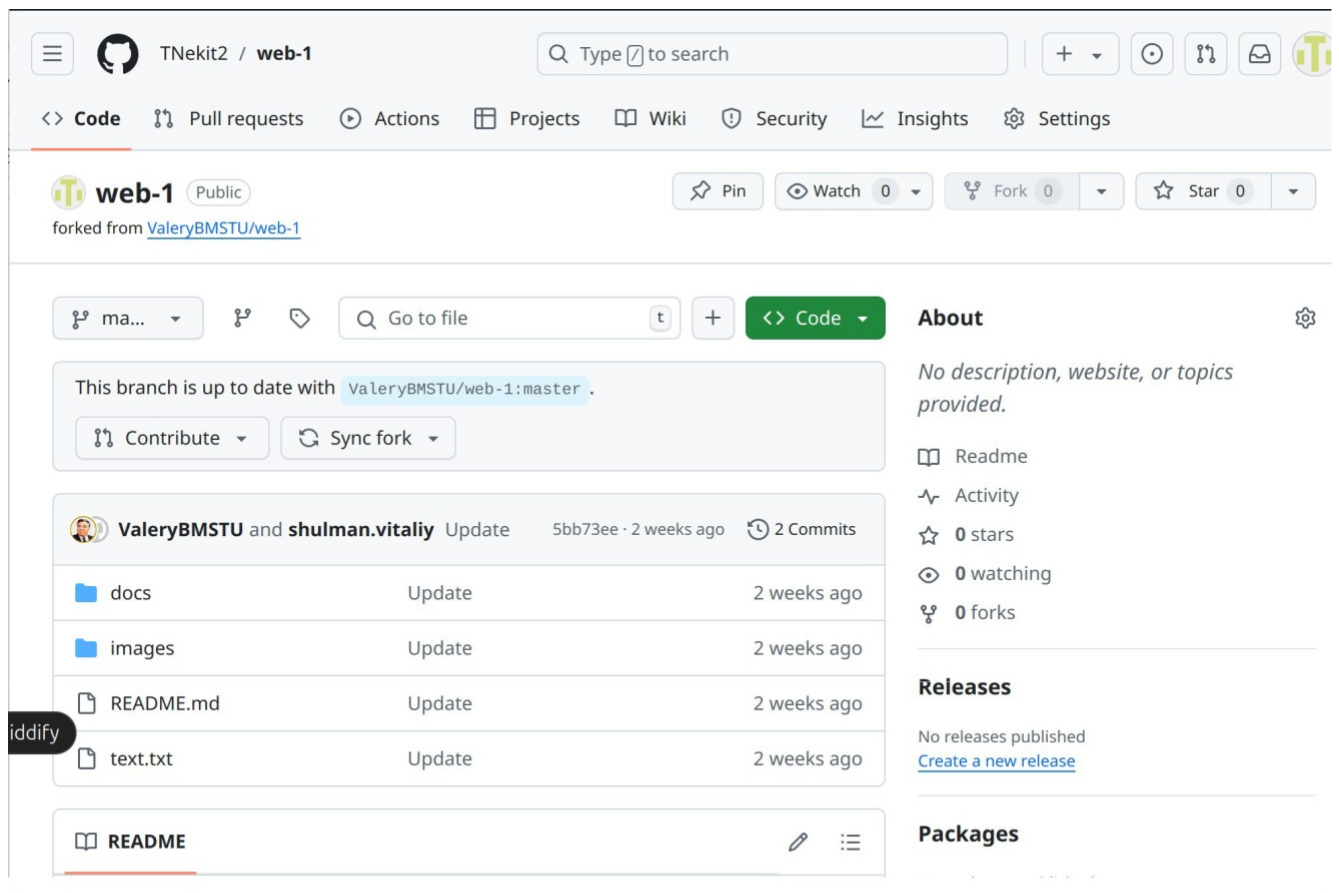 TNekit2 / web-1
Type / to search
Code Pull requests Actions Projects Wiki Security Insights Settings
web-1 Public
Pin Watch 0 Fork 0 Star 0
forked from ValeryBMSTU/web-1
ma... Go to file t + Code
This branch is up to date with ValeryBMSTU/web-1:master.
Contribute Sync fork
ValeryBMSTU and shulman.vitaliy Update 5bb73ee · 2 weeks ago 2 Commits
docs Update 2 weeks ago
images Update 2 weeks ago
README.md Update 2 weeks ago
text.txt Update 2 weeks ago
iddify
README
About
No description, website, or topics
provided.
Readme
Activity
0 stars
0 watching
0 forks
Releases
No releases published
Create a new release
Packages